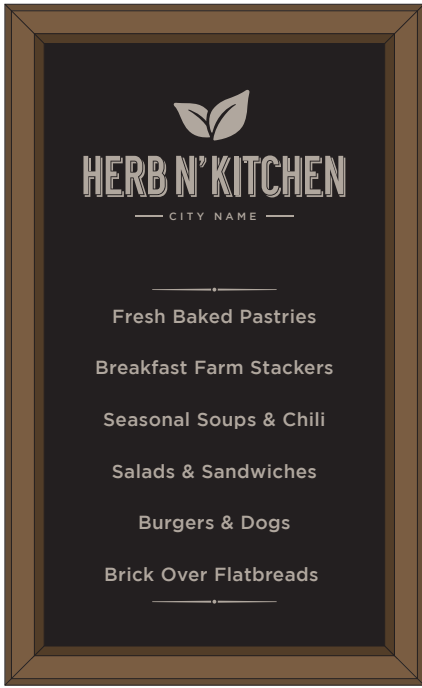 HERB N' KITCHEN
CITY NAME
Fresh Baked Pastries
Breakfast Farm Stackers
Seasonal Soups & Chili
Salads & Sandwiches
Burgers & Dogs
Brick Over Flatbreads